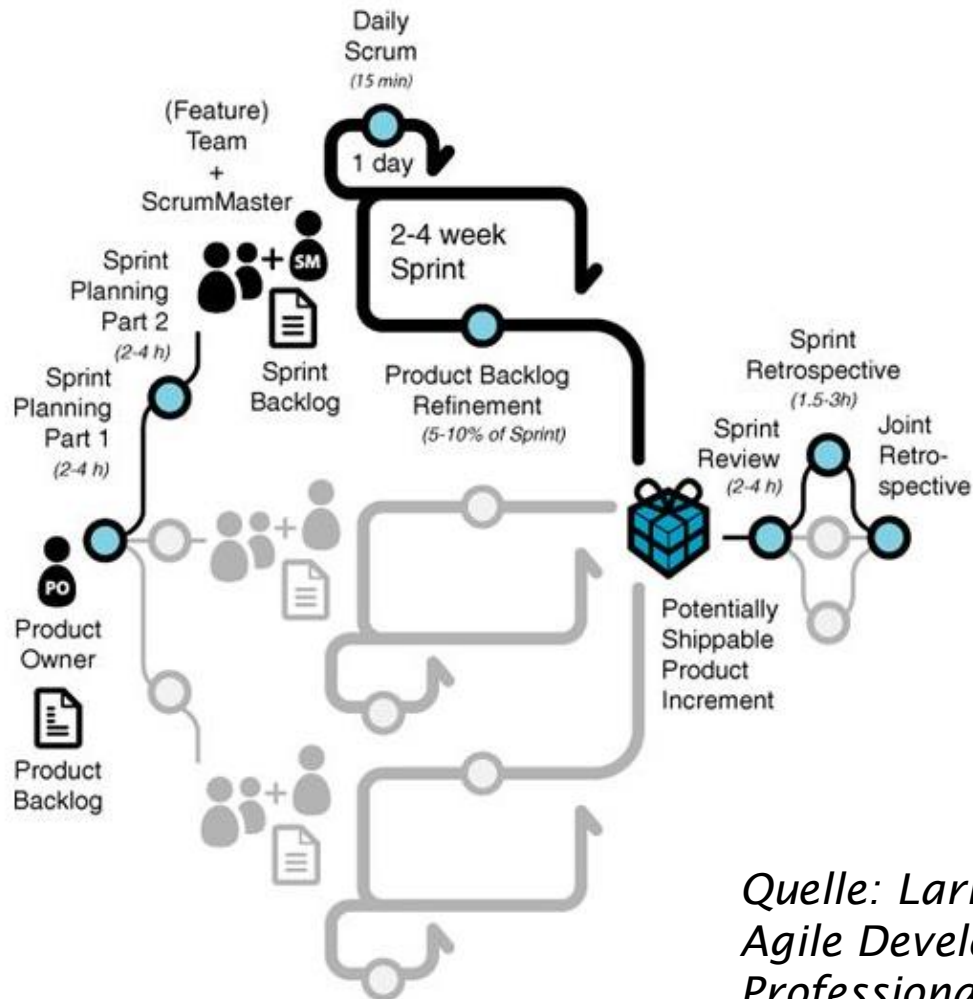 Daily
Scrum
(15 min)
1 day
(Feature)
Team
+
ScrumMaster
+
SM
Sprint
Planning
Part 2
(2-4 h)
Sprint
Backlog
Sprint
Planning
Part 1
(2-4 h)
PO
Product
Owner
Product
Backlog
2-4 week
Sprint
Product Backlog
Refinement
(5-10% of Sprint)
Potentially
Shippable
Product
Increment
Sprint
Review
(2-4 h)
Sprint
Retrospective
(1.5-3h)
Joint
Retro-
spective
+
+
Quelle:
Agile